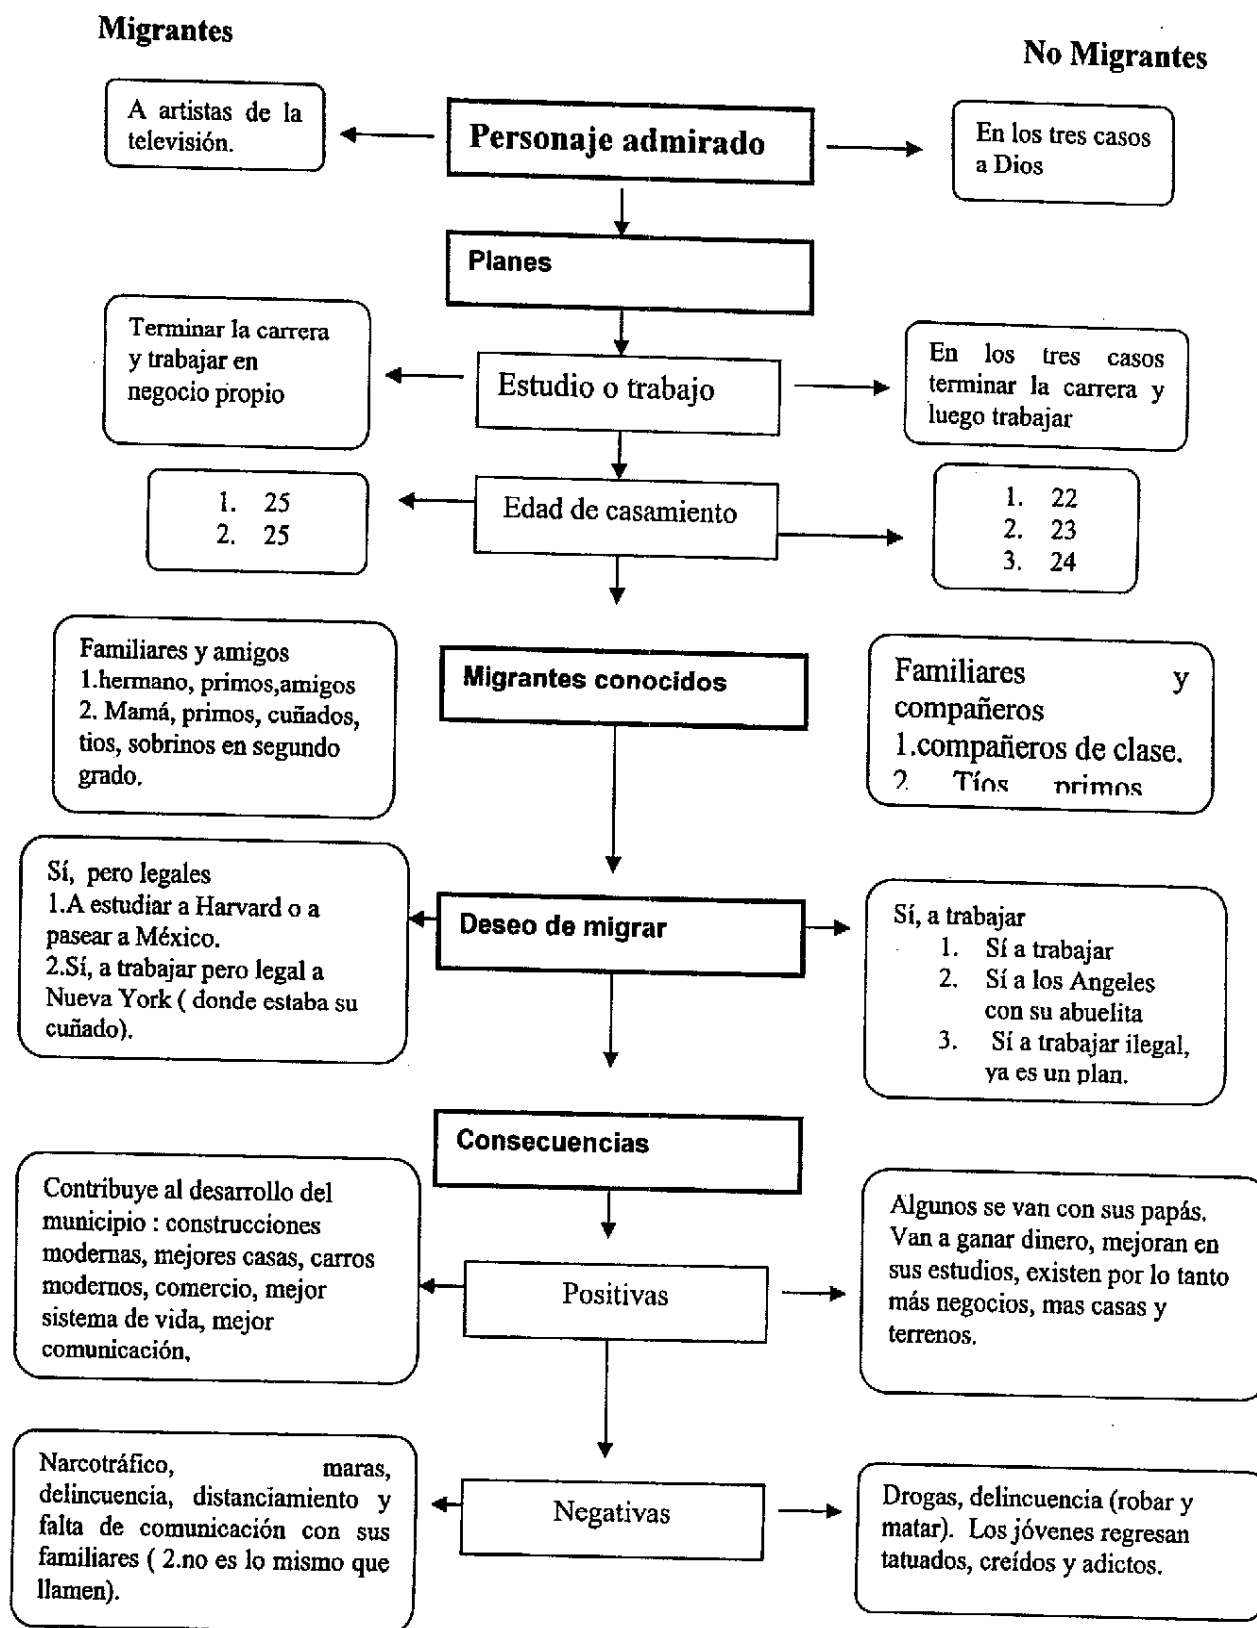 Migrantes
No Migrantes
A artistas de la
televisión.
Personaje admirado
En los tres casos
a Dios
Planes
Terminar la carrera
y trabajar en
negocio propio
Estudio o trabajo
En los tres casos
terminar la carrera y
luego trabajar
1. 25
2. 25
Edad de casamiento
1. 22
2. 23
3. 24
Familiares y amigos
1.hermano, primos,amigos
2. Mamá, primos, cuñados,
tios, sobrinos en segundo
grado.
Migrantes conocidos
Familiares y
compañeros
1.compañeros de clase.
2. Tíos primos
Sí, pero legales
1.A estudiar a Harvard o a
pasear a México.
2.Sí, a trabajar pero legal a
Nueva York ( donde estaba su
cuñado).
Deseo de migrar
Sí, a trabajar
1. Sí a trabajar
2. Sí a los Angeles
con su abuelita
3. Sí a trabajar ilegal,
ya es un plan.
Consecuencias
Contribuye al desarrollo del
municipio : construcciones
modernas, mejores casas, carros
modernos, comercio, mejor
sistema de vida, mejor
comunicación,
Positivas
Algunos se van con sus papás.
Van a ganar dinero, mejoran en
sus estudios, existen por lo tanto
más negocios, mas casas y
terrenos.
Narcotráfico, maras,
delincuencia, distanciamiento y
falta de comunicación con sus
familiares ( 2.no es lo mismo que
llamen).
Negativas
Drogas, delincuencia (robar y
matar). Los jóvenes regresan
tatuados, creídos y adictos.